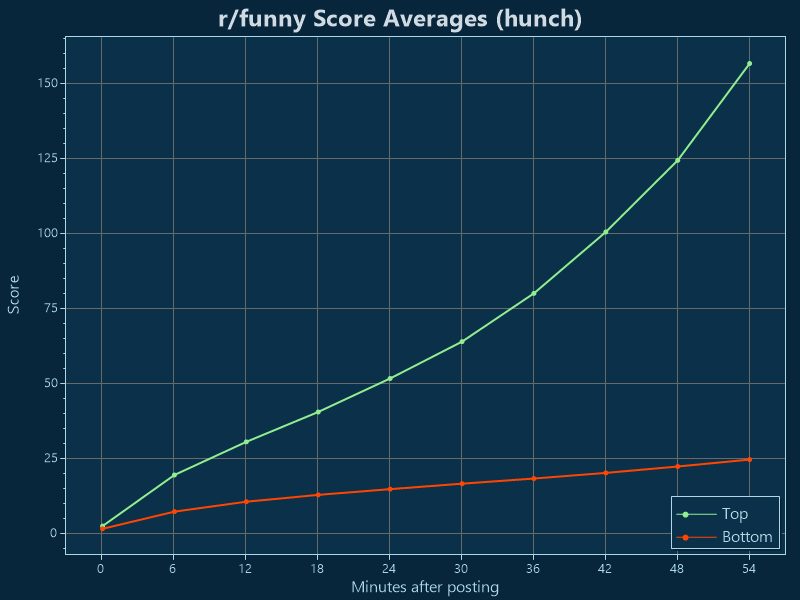 r/funny Score Averages (hunch)
150
125
100
75
50
25
0
Score
Top
Bottom
0 6 12 18 24 30 36 42 48 54
Minutes after posting